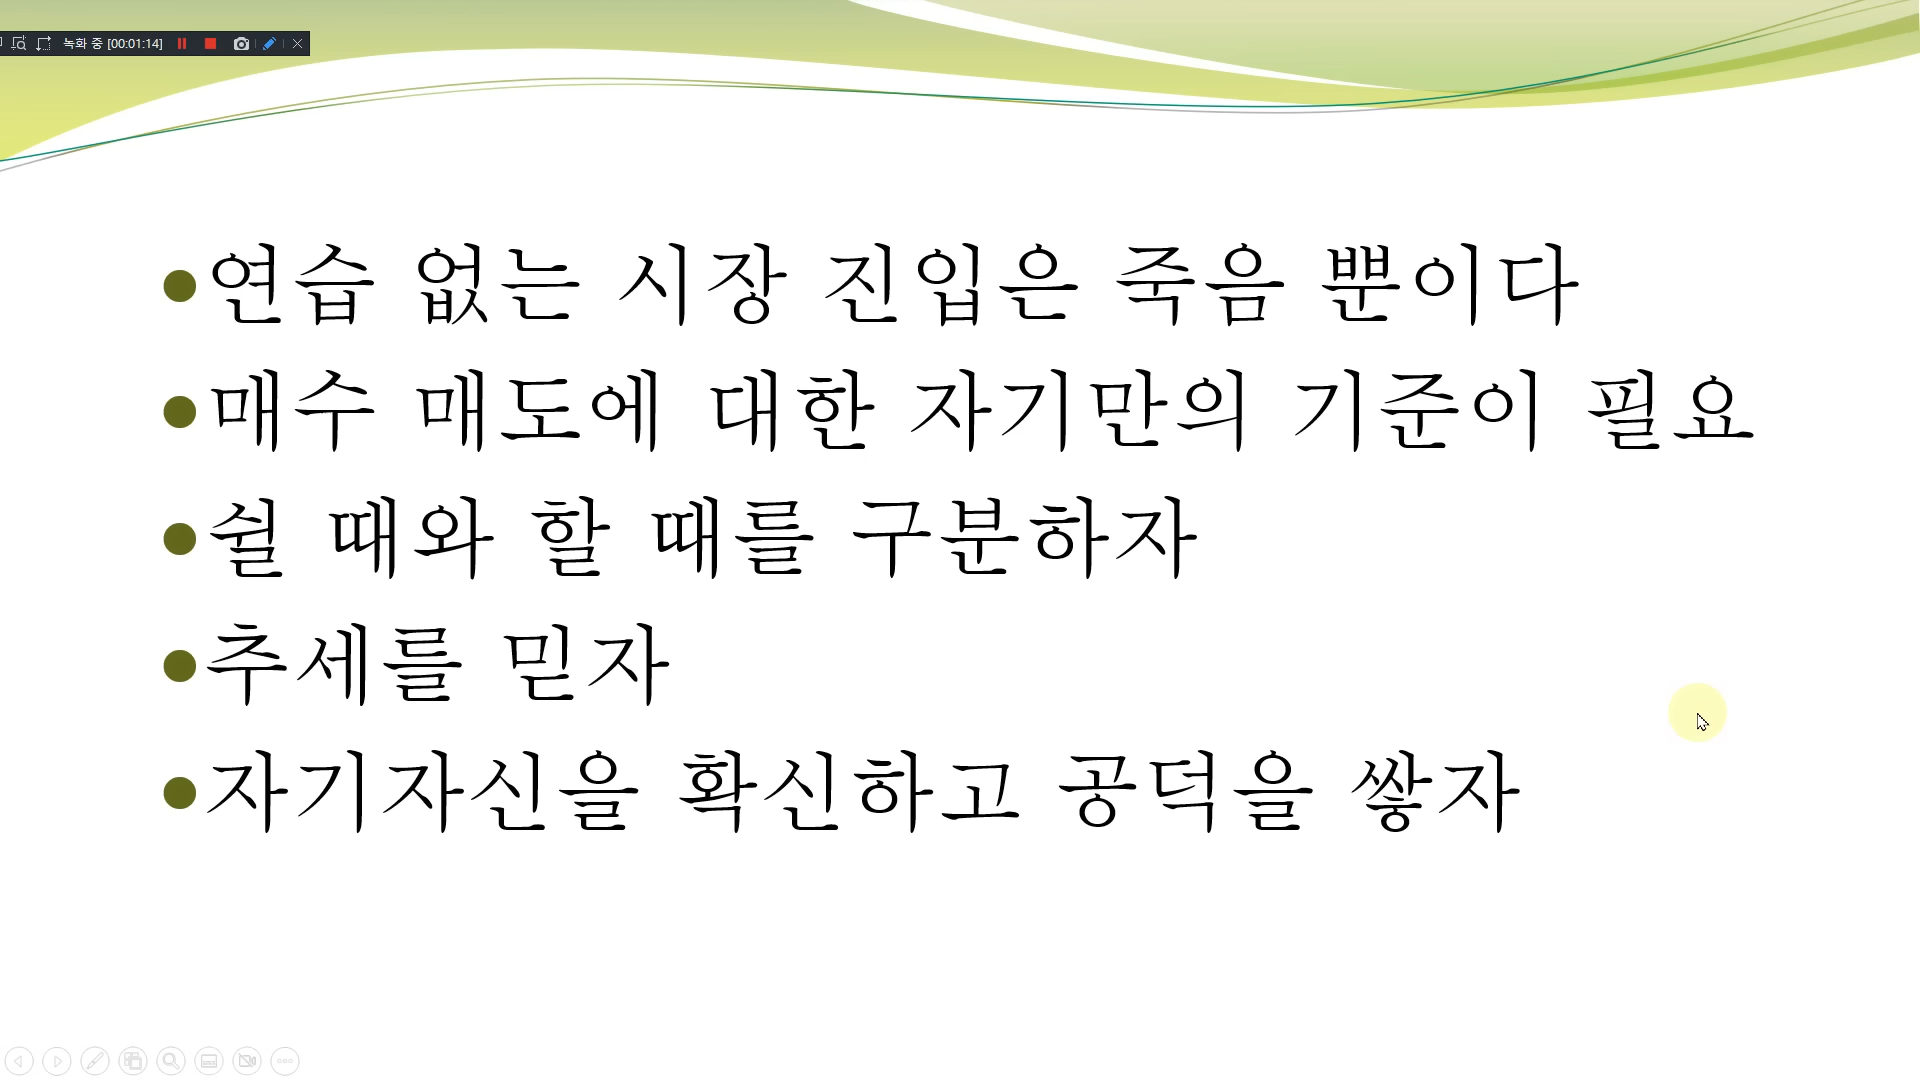 녹화 중 [00:01:14]
연습 없는 시장 진입은 죽음 뿐이다
매수 매도에 대한 자기만의 기준이 필요
쉴 때와 할 때를 구분하자
추세를 믿자
자기자신을 확신하고 공덕을 쌓자